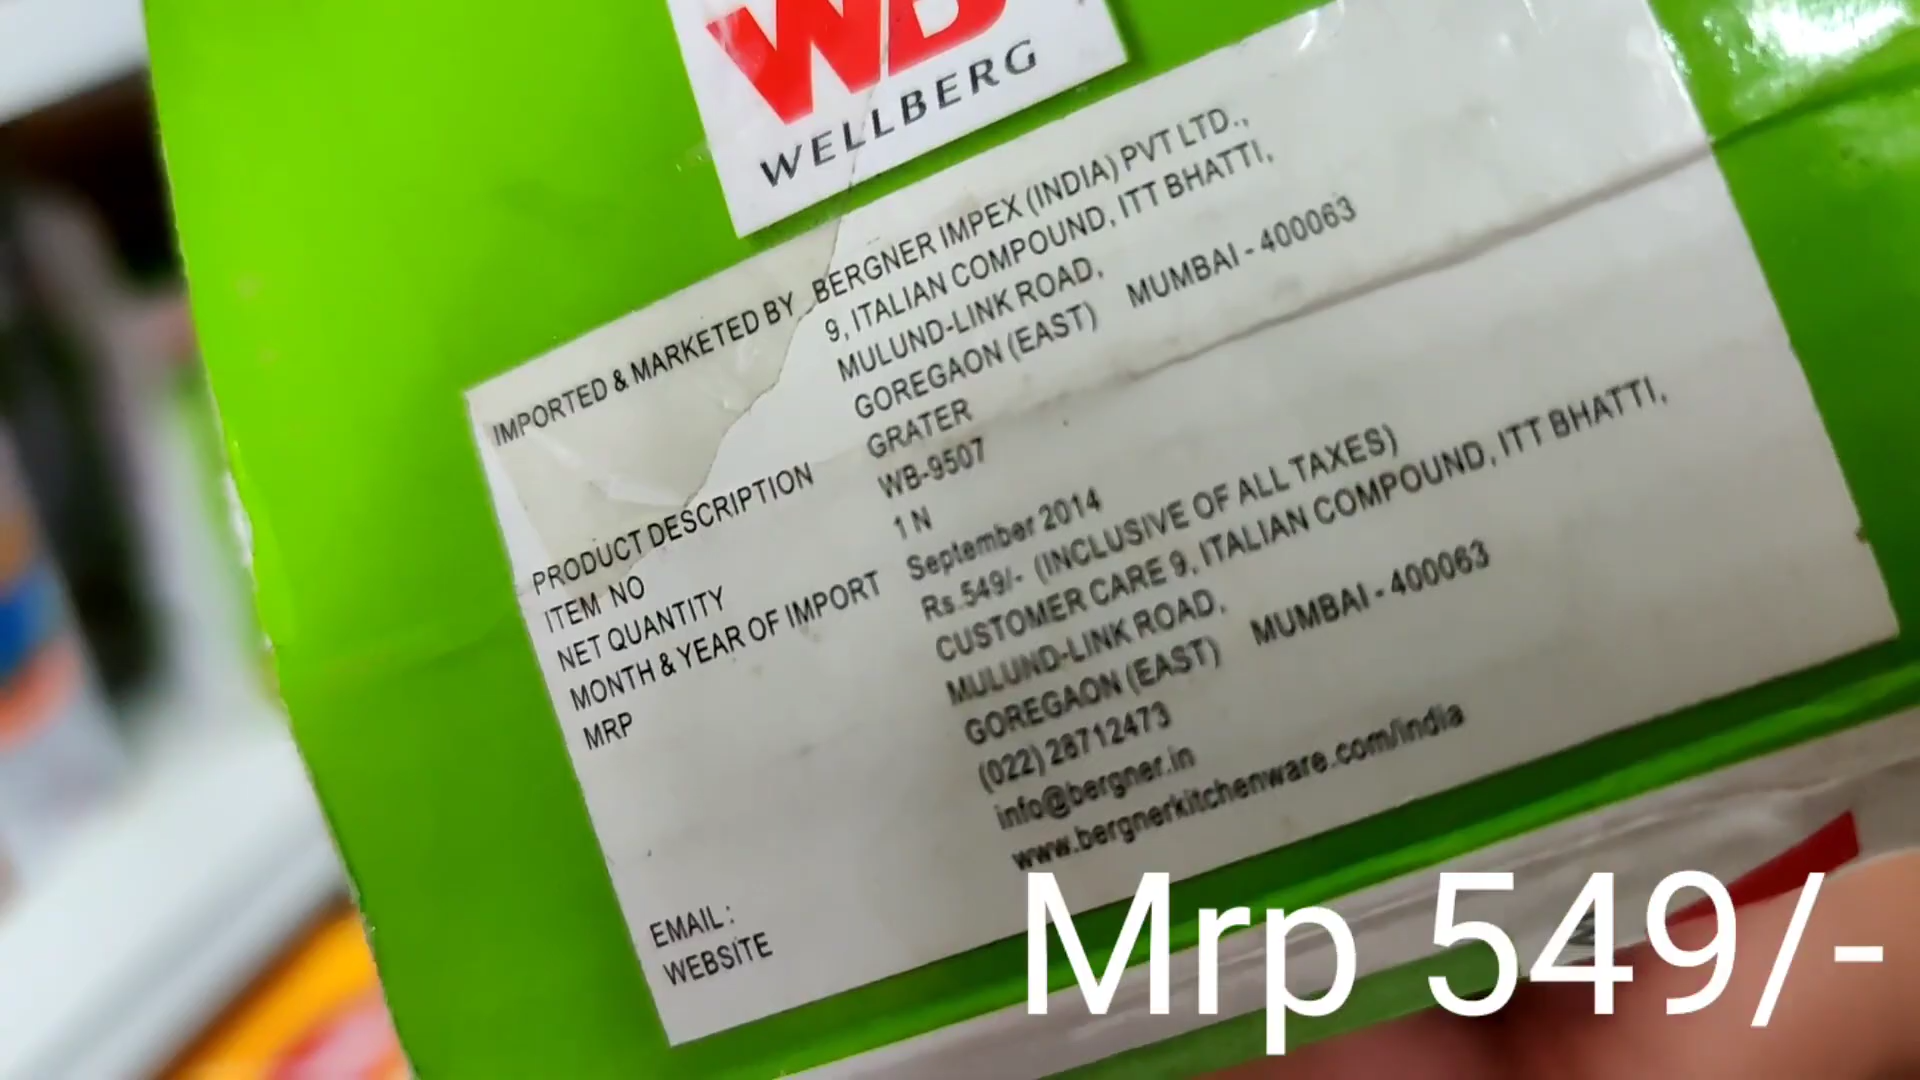 WB
WELLBERG
IMPORTED & MARKETED BY BERGNER IMPEX (INDIA) PVT LTD.,
9, ITALIAN COMPOUND, ITT BHATTI,
MULUND-LINK ROAD,
GOREGAON (EAST) MUMBAI - 400063
PRODUCT DESCRIPTION GRATER
ITEM NO WB-9507
NET QUANTITY 1 N
MONTH & YEAR OF IMPORT September 2014
MRP Rs.549/- (INCLUSIVE OF ALL TAXES)
CUSTOMER CARE 9, ITALIAN COMPOUND, ITT BHATTI,
MULUND-LINK ROAD,
GOREGAON (EAST) MUMBAI - 400063
(022) 28712473
EMAIL : info@bergner.in
WEBSITE www.bergnerkitchenware.com/india
Mrp 549/-